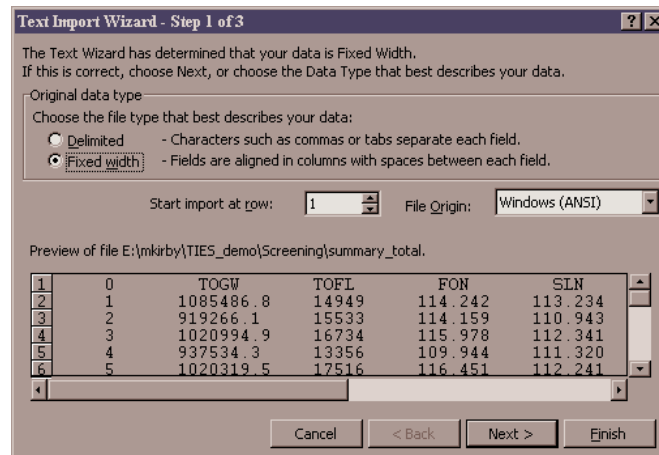 Text Import Wizard - Step 1 of 3
The Text Wizard has determined that your data is Fixed Width.
If this is correct, choose Next, or choose the Data Type that best describes your data.
Original data type
Choose the file type that best describes your data:
Delimited - Characters such as commas or tabs separate each field.
Fixed width - Fields are aligned in columns with spaces between each field.
Start import at row: 1 File Origin: Windows (ANSI)
Preview of file E:\mkirby\TIES_demo\Screening\summary_total.
1 0 TOGW TOFL FON SLN
2 1 1085486.8 14949 114.242 113.234
3 2 919266.1 15533 114.159 110.943
4 3 1020994.9 16734 115.978 112.341
5 4 937534.3 13356 109.944 111.320
6 5 1020319.5 17516 116.451 112.241
Cancel < Back Next > Finish